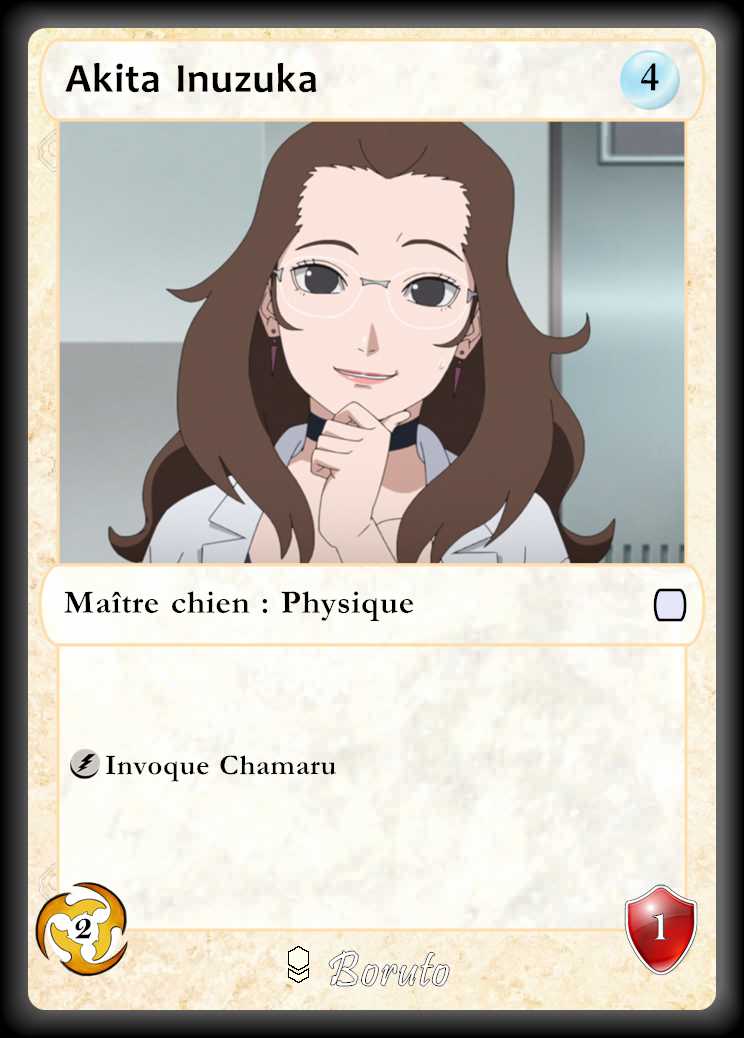 Akita Inuzuka
4
Maître chien : Physique
Invoque Chamaru
2
1
Boruto